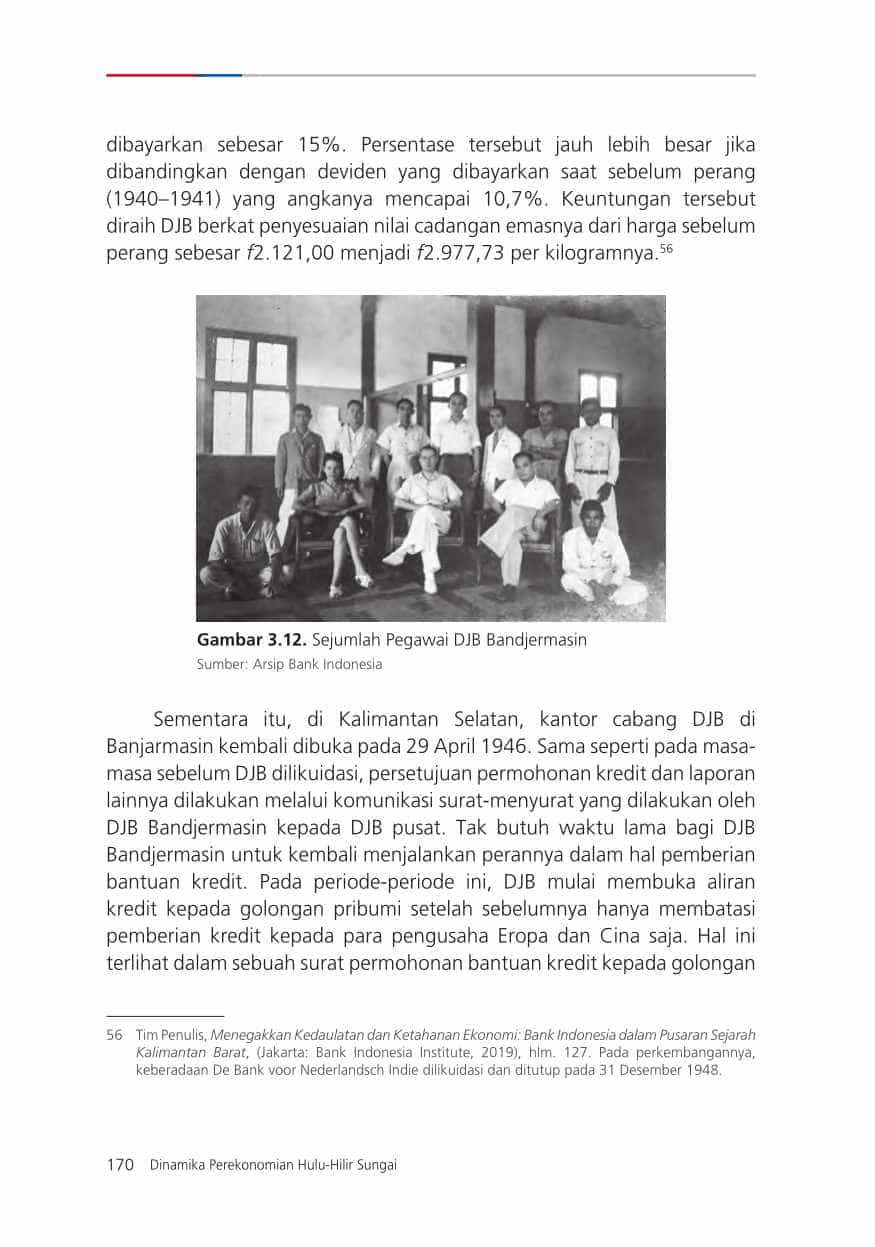 dibayarkan sebesar 15%. Persentase tersebut jauh lebih besar jika
dibandingkan dengan deviden yang dibayarkan saat sebelum perang
(1940–1941) yang angkanya mencapai 10,7%. Keuntungan tersebut
diraih DJB berkat penyesuaian nilai cadangan emasnya dari harga sebelum
perang sebesar f2.121,00 menjadi f2.977,73 per kilogramnya.56
Gambar 3.12. Sejumlah Pegawai DJB Bandjermasin
Sumber: Arsip Bank Indonesia
Sementara itu, di Kalimantan Selatan, kantor cabang DJB di
Banjarmasin kembali dibuka pada 29 April 1946. Sama seperti pada masa-
masa sebelum DJB dilikuidasi, persetujuan permohonan kredit dan laporan
lainnya dilakukan melalui komunikasi surat-menyurat yang dilakukan oleh
DJB Bandjermasin kepada DJB pusat. Tak butuh waktu lama bagi DJB
Bandjermasin untuk kembali menjalankan perannya dalam hal pemberian
bantuan kredit. Pada periode-periode ini, DJB mulai membuka aliran
kredit kepada golongan pribumi setelah sebelumnya hanya membatasi
pemberian kredit kepada para pengusaha Eropa dan Cina saja. Hal ini
terlihat dalam sebuah surat permohonan bantuan kredit kepada golongan
56 Tim Penulis, Menegakkan Kedaulatan dan Ketahanan Ekonomi: Bank Indonesia dalam Pusaran Sejarah
Kalimantan Barat, (Jakarta: Bank Indonesia Institute, 2019), hlm. 127. Pada perkembangannya,
keberadaan De Bank voor Nederlandsch Indie dilikuidasi dan ditutup pada 31 Desember 1948.
170 Dinamika Perekonomian Hulu-Hilir Sungai